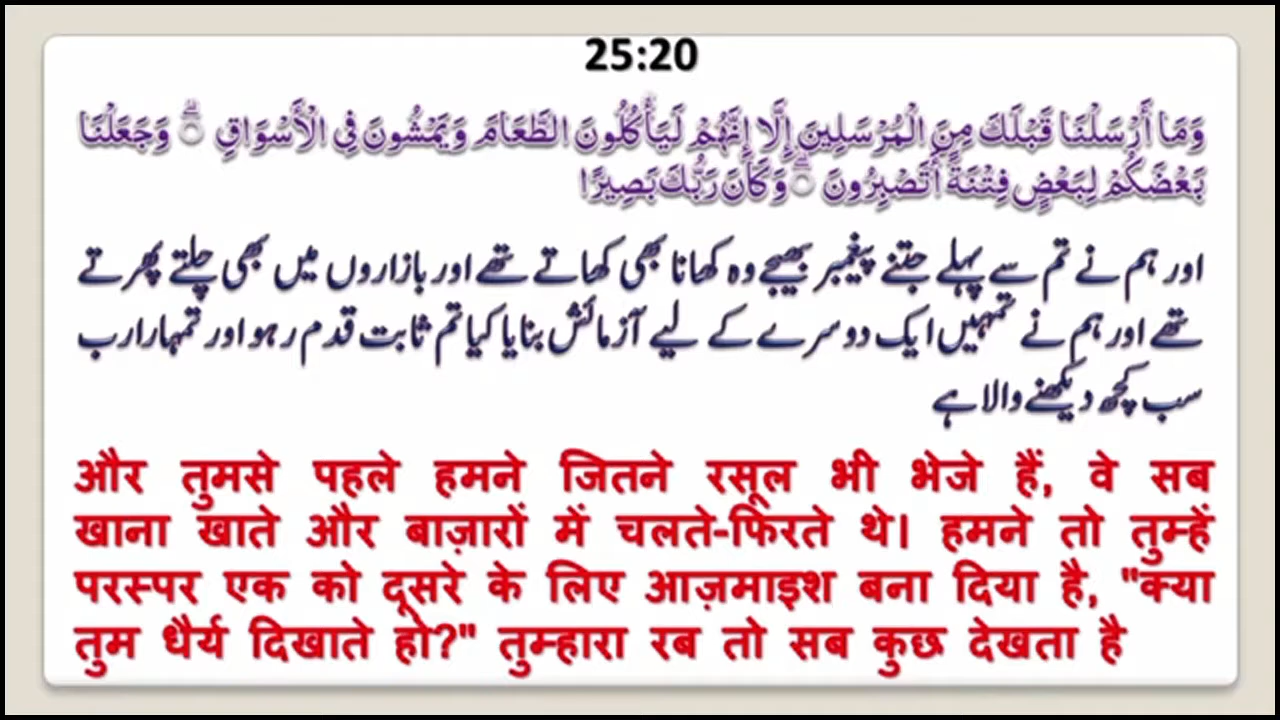 25:20
وَمَا أَرْسَلْنَا قَبْلَكَ مِنَ الْمُرْسَلِينَ إِلَّا إِنَّهُمْ لَيَأْكُلُونَ الطَّعَامَ وَيَمْشُونَ فِي الْأَسْوَاقِ ۗ وَجَعَلْنَا
بَعْضَكُمْ لِبَعْضٍ فِتْنَةً أَتَصْبِرُونَ ۗ وَكَانَ رَبُّكَ بَصِيرًا
اور ہم نے تم سے پہلے جتنے پیغمبر بھیجے وہ کھانا بھی کھاتے تھے اور بازاروں میں بھی چلتے پھرتے
تھے اور ہم نے تمہیں ایک دوسرے کے لیے آزمائش بنایا کیا تم ثابت قدم رہو اور تمہارا رب
سب کچھ دیکھنے والا ہے
और तुमसे पहले हमने जितने रसूल भी भेजे हैं, वे सब
खाना खाते और बाज़ारों में चलते-फिरते थे। हमने तो तुम्हें
परस्पर एक को दूसरे के लिए आज़माइश बना दिया है, "क्या
तुम धैर्य दिखाते हो?" तुम्हारा रब तो सब कुछ देखता है